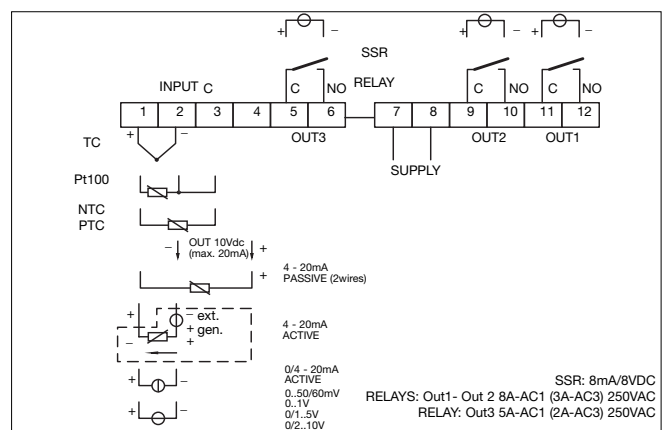 + − + − + −
SSR
INPUT C C NO RELAY C NO C NO
1 2 3 4 5 6 7 8 9 10 11 12
+ − OUT3 OUT2 OUT1
TC
SUPPLY
Pt100
NTC
PTC
− OUT 10Vdc +
(max. 20mA)
+ 4 - 20mA
PASSIVE (2wires)
+ − ext.
+ gen. 4 - 20mA
− + ACTIVE
0/4 - 20mA
+ − ACTIVE
0..50/60mV
0..1V
+ − 0/1..5V
0/2..10V
SSR: 8mA/8VDC
RELAYS: Out1- Out 2 8A-AC1 (3A-AC3) 250VAC
RELAY: Out3 5A-AC1 (2A-AC3) 250VAC